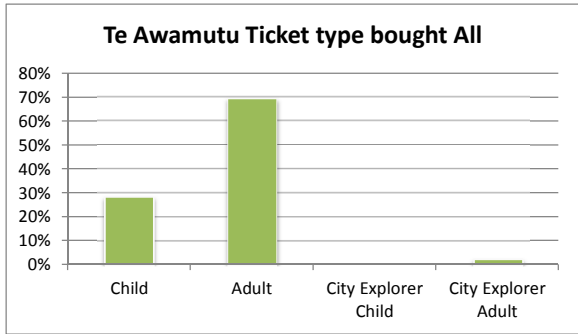 Te Awamutu Ticket type bought All
80%
70%
60%
50%
40%
30%
20%
10%
0%
Child
Adult
City Explorer
Child
City Explorer
Adult